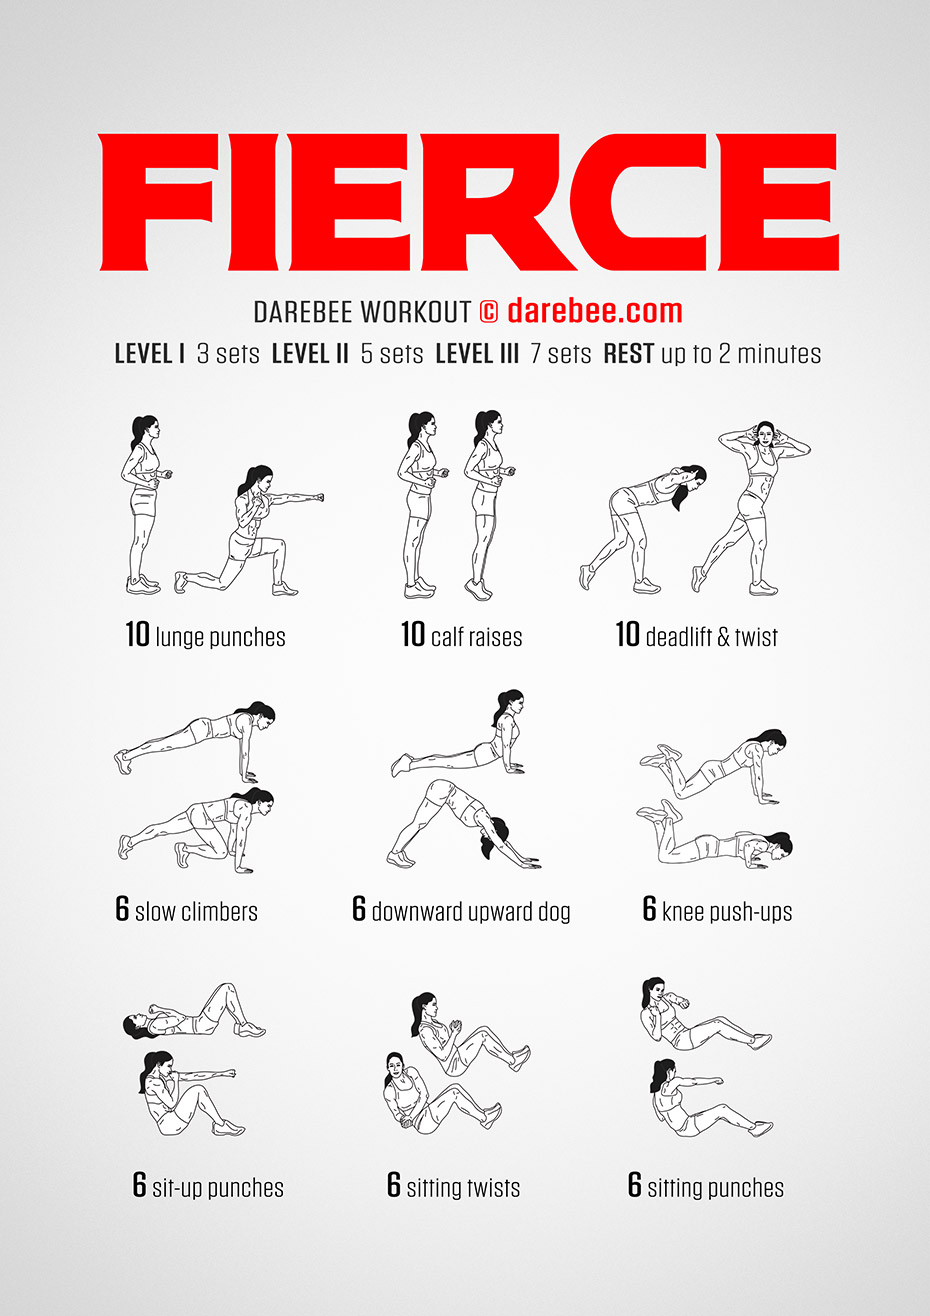 FIERCE
DAREBEE WORKOUT © darebee.com
LEVEL I 3 sets LEVEL II 5 sets LEVEL III 7 sets REST up to 2 minutes
10 lunge punches
10 calf raises
10 deadlift & twist
6 slow climbers
6 downward upward dog
6 knee push-ups
6 sit-up punches
6 sitting twists
6 sitting punches